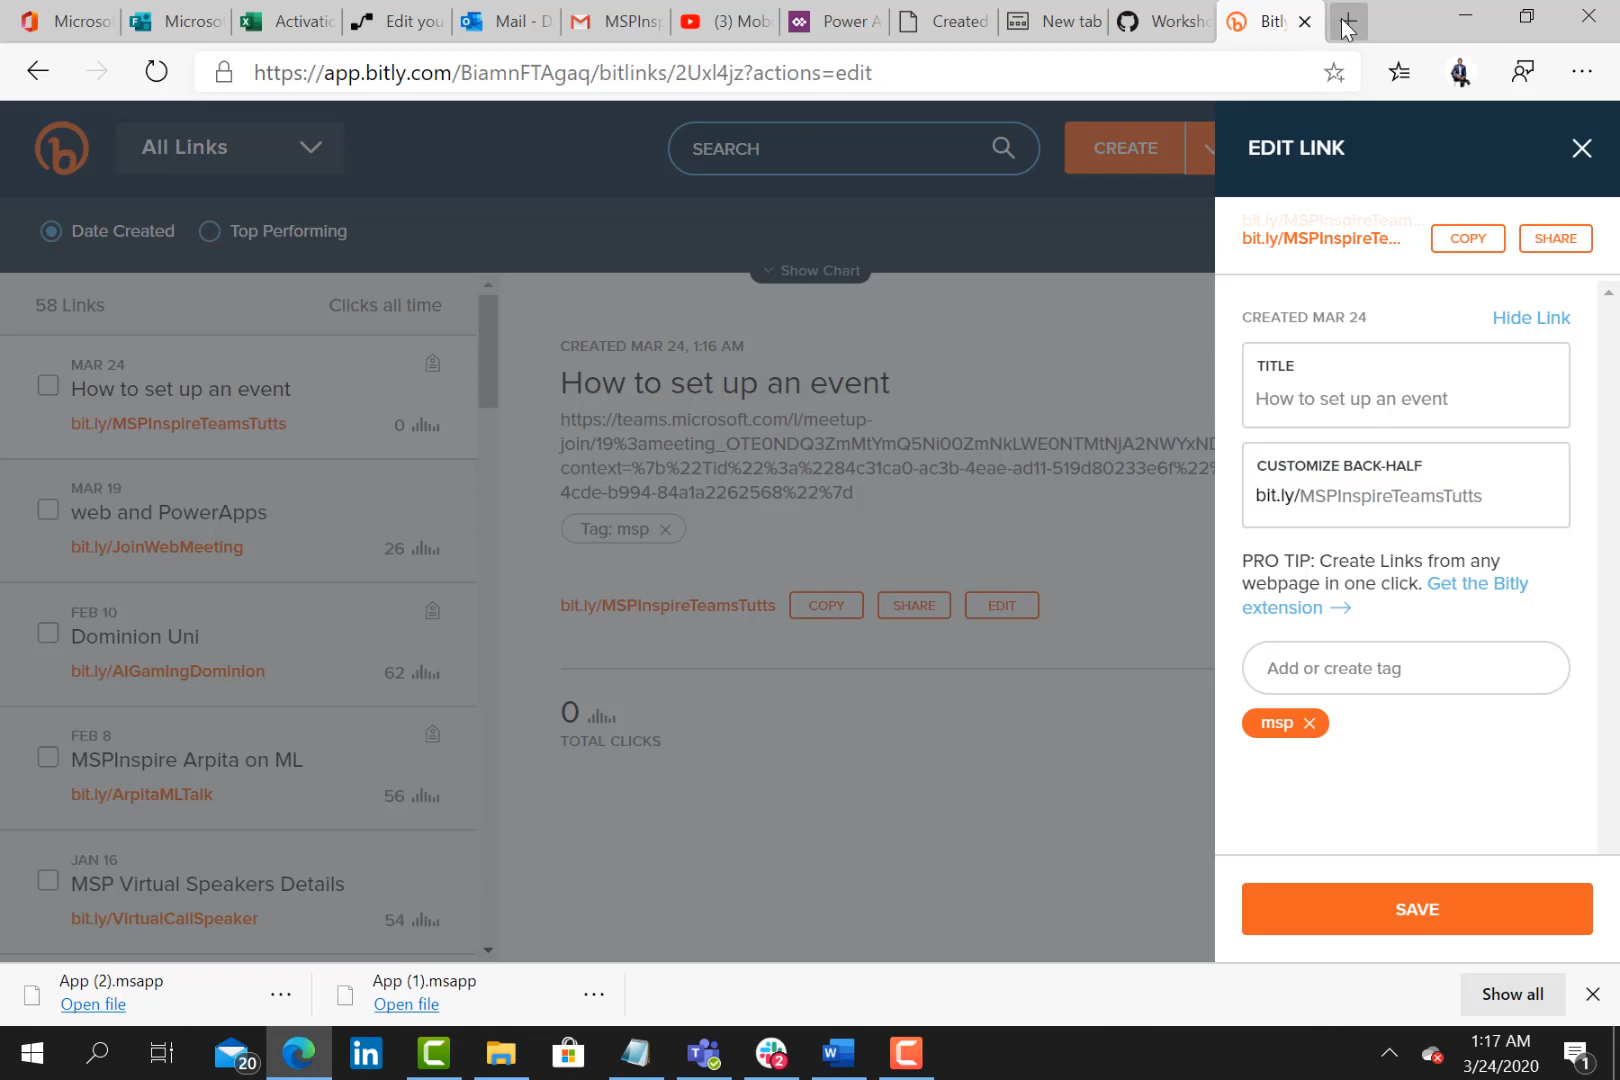 Microso
Microso
Activatio
Edit you
Mail - D
MSPInsp
(3) Mob
Power A
Created
New tab
Worksho
Bitly
https://app.bitly.com/BiamnFTAgaq/bitlinks/2Uxl4jz?actions=edit
All Links
SEARCH
CREATE
EDIT LINK
Date Created
Top Performing
bit.ly/MSPInspireTeam...
bit.ly/MSPInspireTe...
COPY
SHARE
Show Chart
58 Links
Clicks all time
MAR 24
How to set up an event
bit.ly/MSPInspireTeamsTutts
0
MAR 19
web and PowerApps
bit.ly/JoinWebMeeting
26
FEB 10
Dominion Uni
bit.ly/AIGamingDominion
62
FEB 8
MSPInspire Arpita on ML
bit.ly/ArpitaMLTalk
56
JAN 16
MSP Virtual Speakers Details
bit.ly/VirtualCallSpeaker
54
CREATED MAR 24, 1:16 AM
How to set up an event
https://teams.microsoft.com/l/meetup-
join/19%3ameeting_OTE0NDQ3ZmMtYmQ5Ni00ZmNkLWE0NTMtNjA2NWYxND
context=%7b%22Tid%22%3a%2284c31ca0-ac3b-4eae-ad11-519d80233e6f%22%
4cde-b994-84a1a2262568%22%7d
Tag: msp
bit.ly/MSPInspireTeamsTutts
COPY
SHARE
EDIT
0
TOTAL CLICKS
CREATED MAR 24
Hide Link
TITLE
How to set up an event
CUSTOMIZE BACK-HALF
bit.ly/MSPInspireTeamsTutts
PRO TIP: Create Links from any
webpage in one click. Get the Bitly
extension →
Add or create tag
msp
SAVE
App (2).msapp
Open file
App (1).msapp
Open file
Show all
20
2
1:17 AM
3/24/2020
1